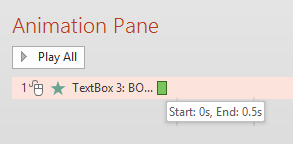 Animation Pane
Play All
1 TextBox 3: BO...
Start: 0s, End: 0.5s